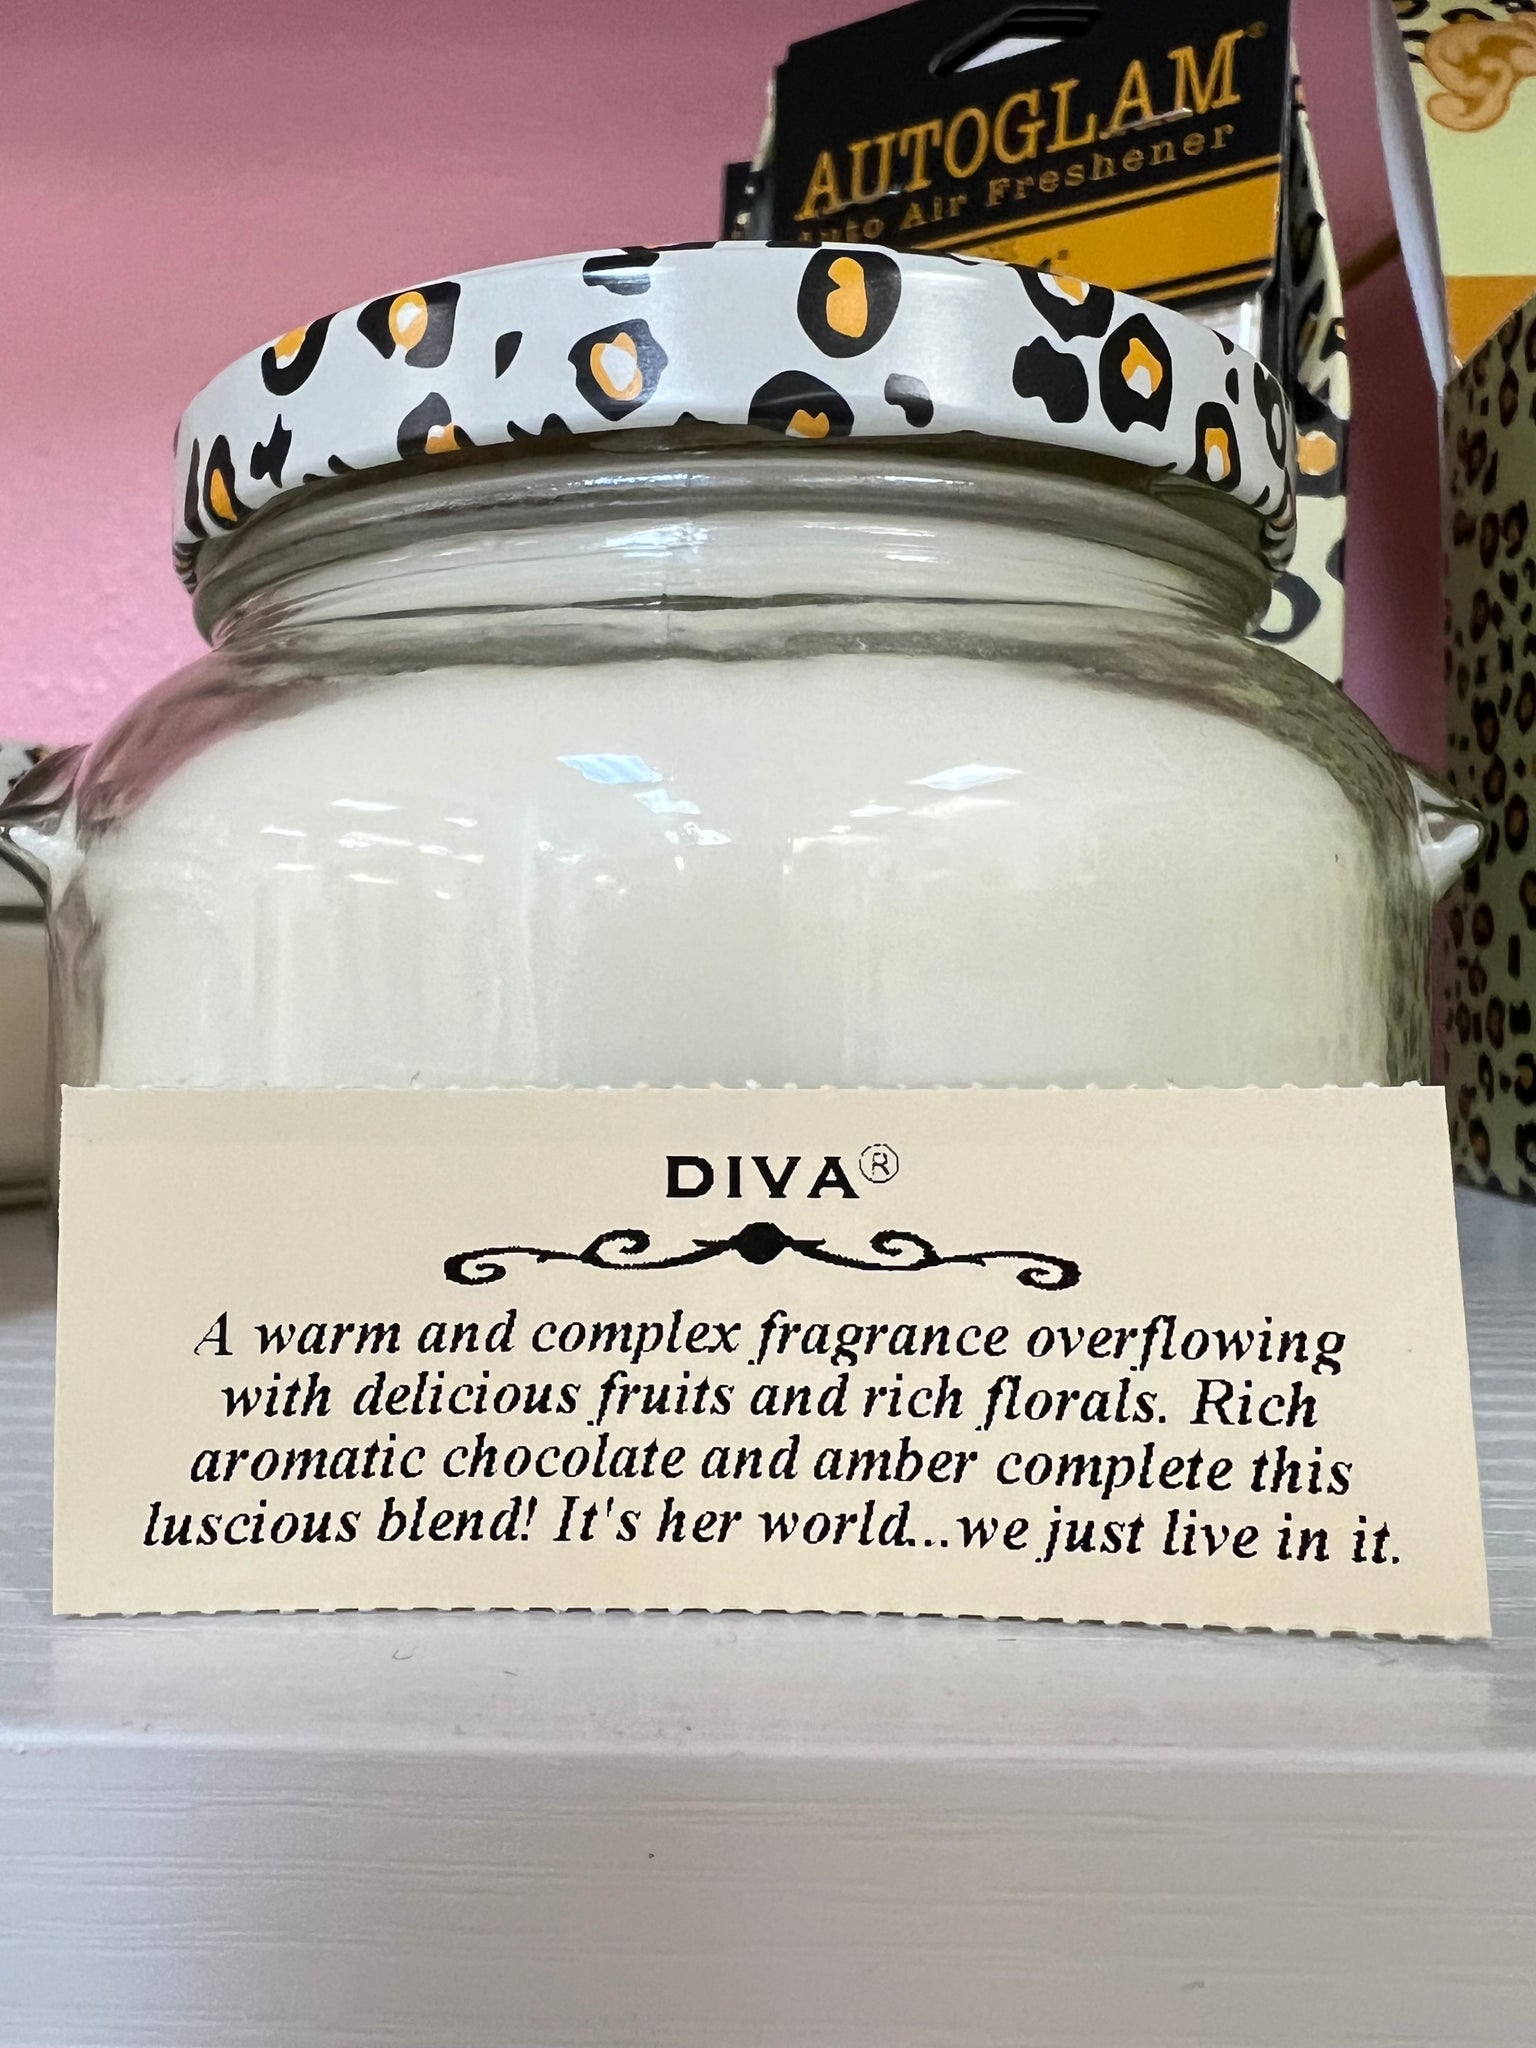 AUTOGLAM®
Auto Air Freshener
DIVA®
A warm and complex fragrance overflowing
with delicious fruits and rich florals. Rich
aromatic chocolate and amber complete this
luscious blend! It's her world...we just live in it.